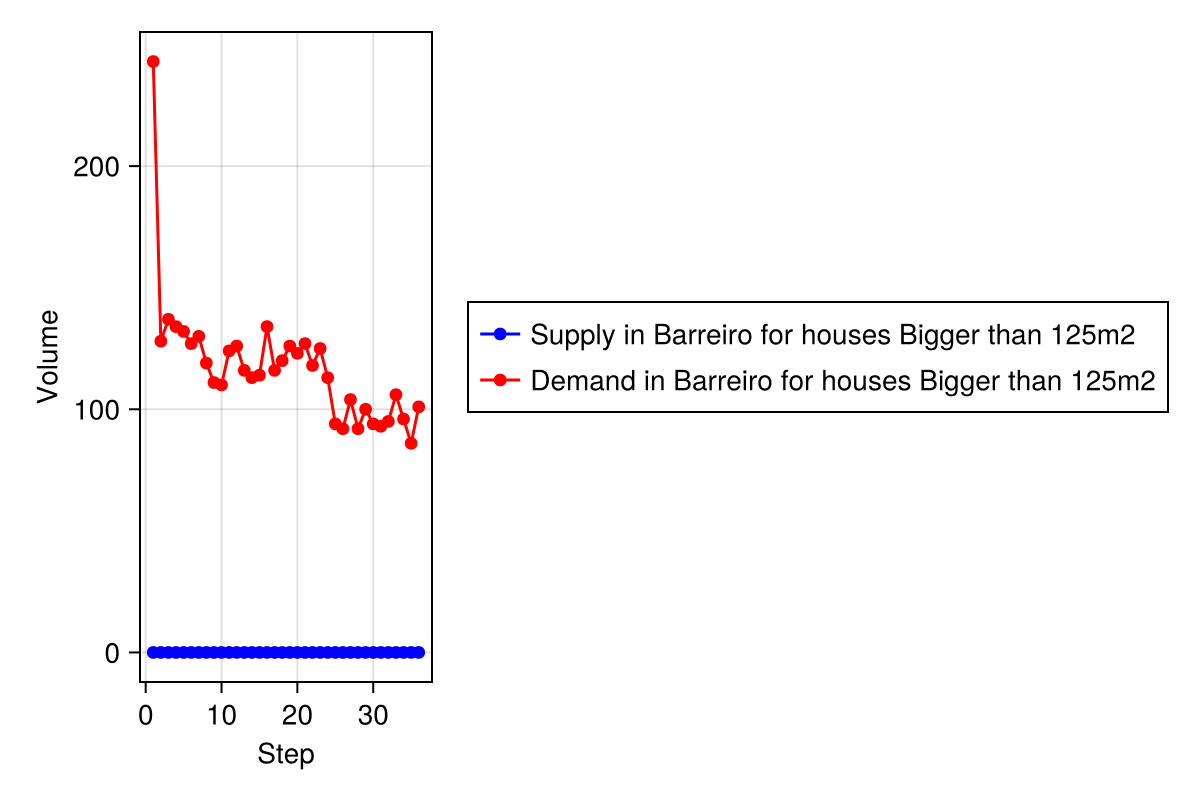 200
100
0
0 10 20 30
Volume
Step
Supply in Barreiro for houses Bigger than 125m2
Demand in Barreiro for houses Bigger than 125m2